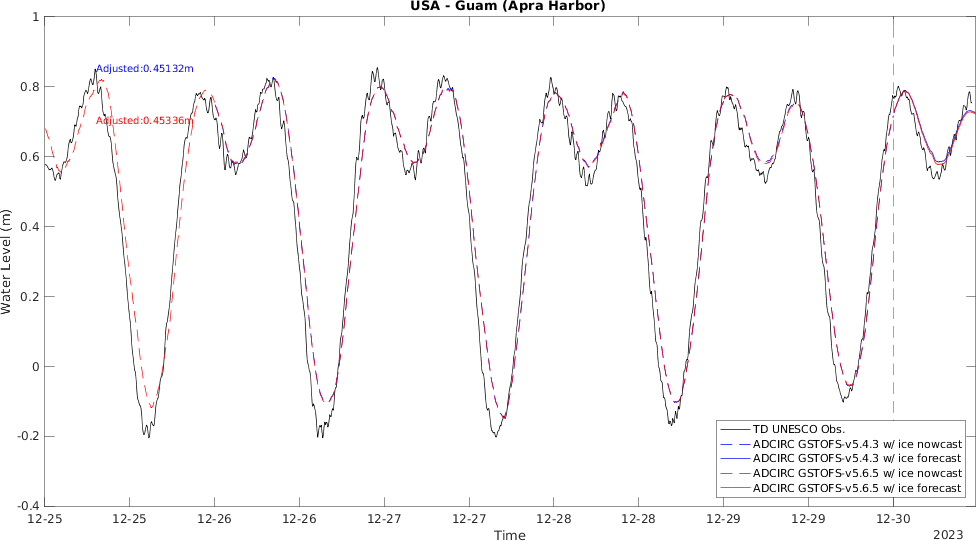 USA - Guam (Apra Harbor)
1
0.8
0.6
0.4
0.2
0
-0.2
-0.4
Water Level (m)
Adjusted:0.45132m
Adjusted:0.45336m
TD UNESCO Obs.
ADCIRC GSTOFS-v5.4.3 w/ ice nowcast
ADCIRC GSTOFS-v5.4.3 w/ ice forecast
ADCIRC GSTOFS-v5.6.5 w/ ice nowcast
ADCIRC GSTOFS-v5.6.5 w/ ice forecast
12-25 12-25 12-26 12-26 12-27 12-27 12-28 12-28 12-29 12-29 12-30
Time
2023